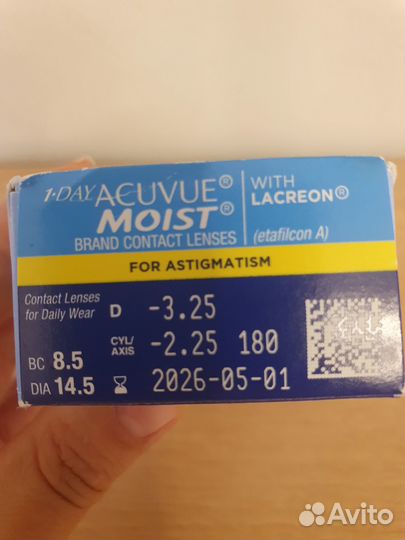 1·DAY ACUVUE® MOIST®
BRAND CONTACT LENSES
WITH
LACREON®
(etafilcon A)
FOR ASTIGMATISM
Contact Lenses
for Daily Wear
D -3.25
CYL/
AXIS -2.25 180
BC 8.5
DIA 14.5
2026-05-01
Avito